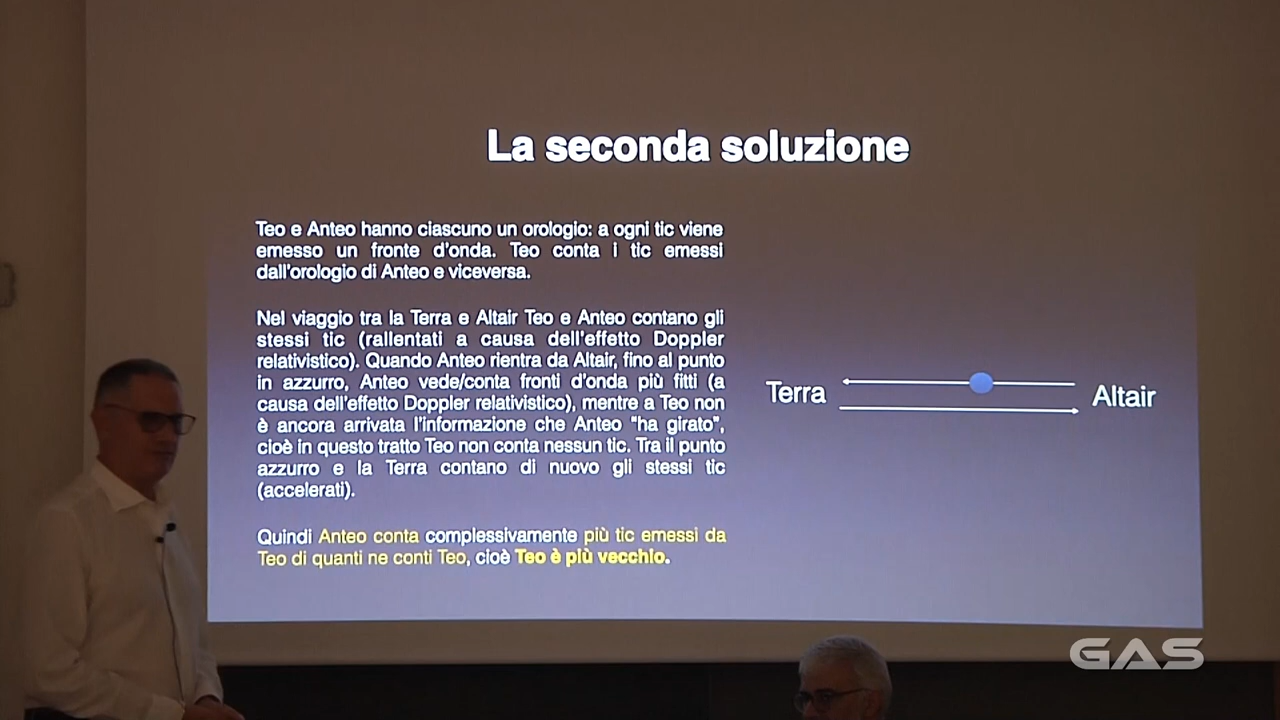 La seconda soluzione
Teo e Anteo hanno ciascuno un orologio: a ogni tic viene
emesso un fronte d'onda. Teo conta i tic emessi
dall'orologio di Anteo e viceversa.
Nel viaggio tra la Terra e Altair Teo e Anteo contano gli
stessi tic (rallentati a causa dell'effetto Doppler
relativistico). Quando Anteo rientra da Altair, fino al punto
in azzurro, Anteo vede/conta fronti d'onda più fitti (a
causa dell'effetto Doppler relativistico), mentre a Teo non
è ancora arrivata l'informazione che Anteo "ha girato",
cioè in questo tratto Teo non conta nessun tic. Tra il punto
azzurro e la Terra contano di nuovo gli stessi tic
(accelerati).
Quindi Anteo conta complessivamente più tic emessi da
Teo di quanti ne conti Teo, cioè Teo è più vecchio.
Terra
Altair
GAS